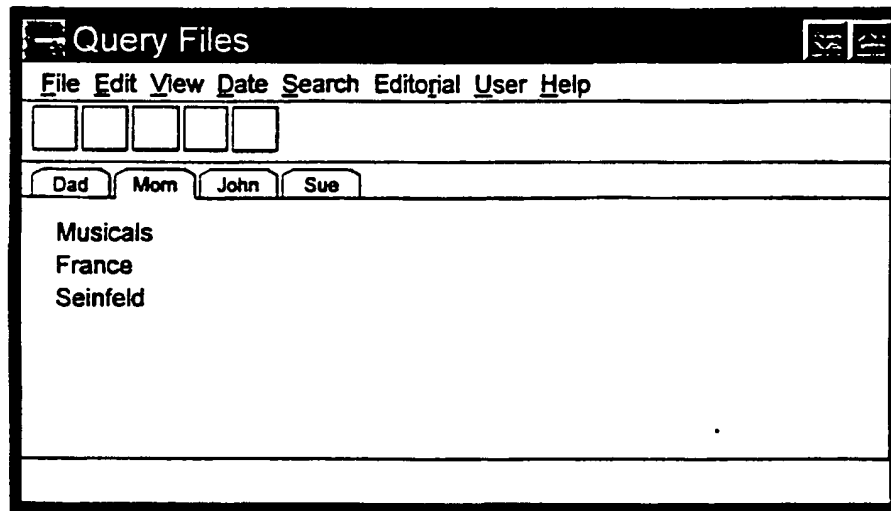 Query Files
File Edit View Date Search Editorial User Help
Dad Mom John Sue
Musicals
France
Seinfeld